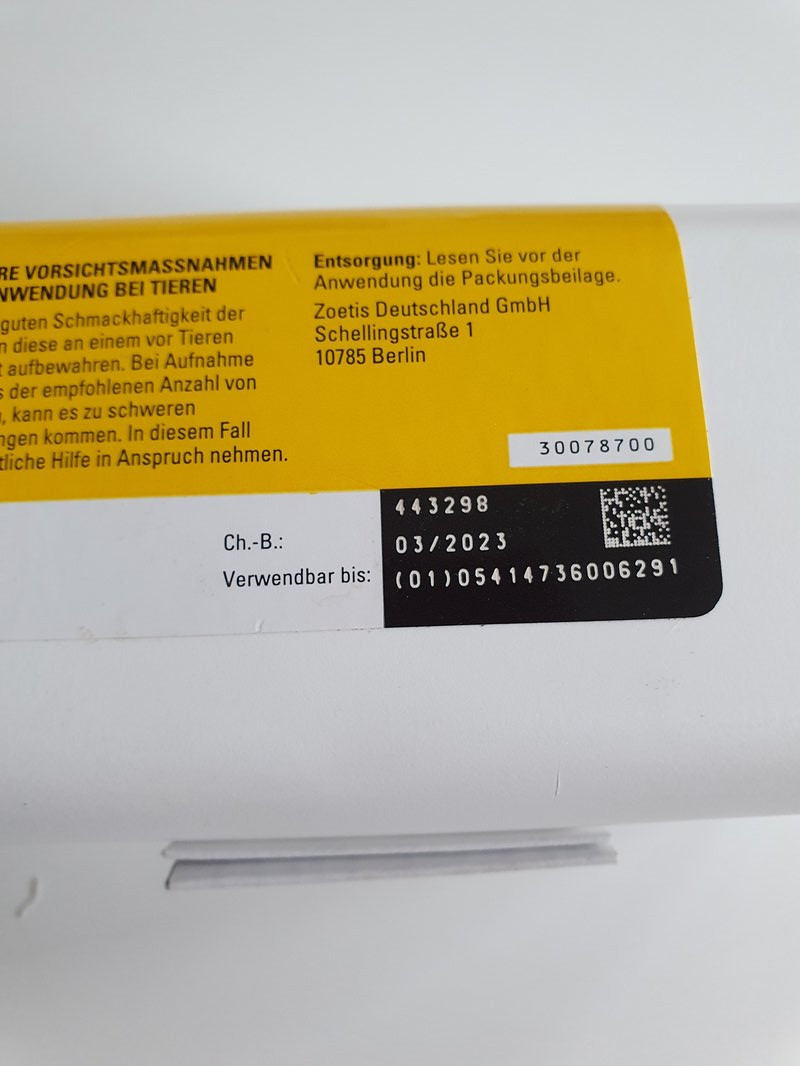 RE VORSICHTSMASSNAHMEN
NWENDUNG BEI TIEREN
guten Schmackhaftigkeit der
n diese an einem vor Tieren
t aufbewahren. Bei Aufnahme
s der empfohlenen Anzahl von
, kann es zu schweren
ngen kommen. In diesem Fall
tliche Hilfe in Anspruch nehmen.
Entsorgung: Lesen Sie vor der
Anwendung die Packungsbeilage.
Zoetis Deutschland GmbH
Schellingstraße 1
10785 Berlin
30078700
443298
Ch.-B.: 03/2023
Verwendbar bis: (01)05414736006291